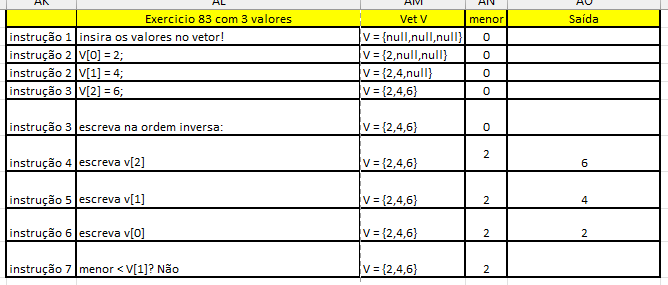 AK AL AM AN AO
Exercicio 83 com 3 valores Vet V menor Saída
instrução 1 insira os valores no vetor! V = {null,null,null} 0
instrução 2 V[0] = 2; V = {2,null,null} 0
instrução 2 V[1] = 4; V = {2,4,null} 0
instrução 3 V[2] = 6; V = {2,4,6} 0
instrução 3 escreva na ordem inversa: V = {2,4,6} 0
instrução 4 escreva v[2] V = {2,4,6} 2 6
instrução 5 escreva v[1] V = {2,4,6} 2 4
instrução 6 escreva v[0] V = {2,4,6} 2 2
instrução 7 menor < V[1]? Não V = {2,4,6} 2